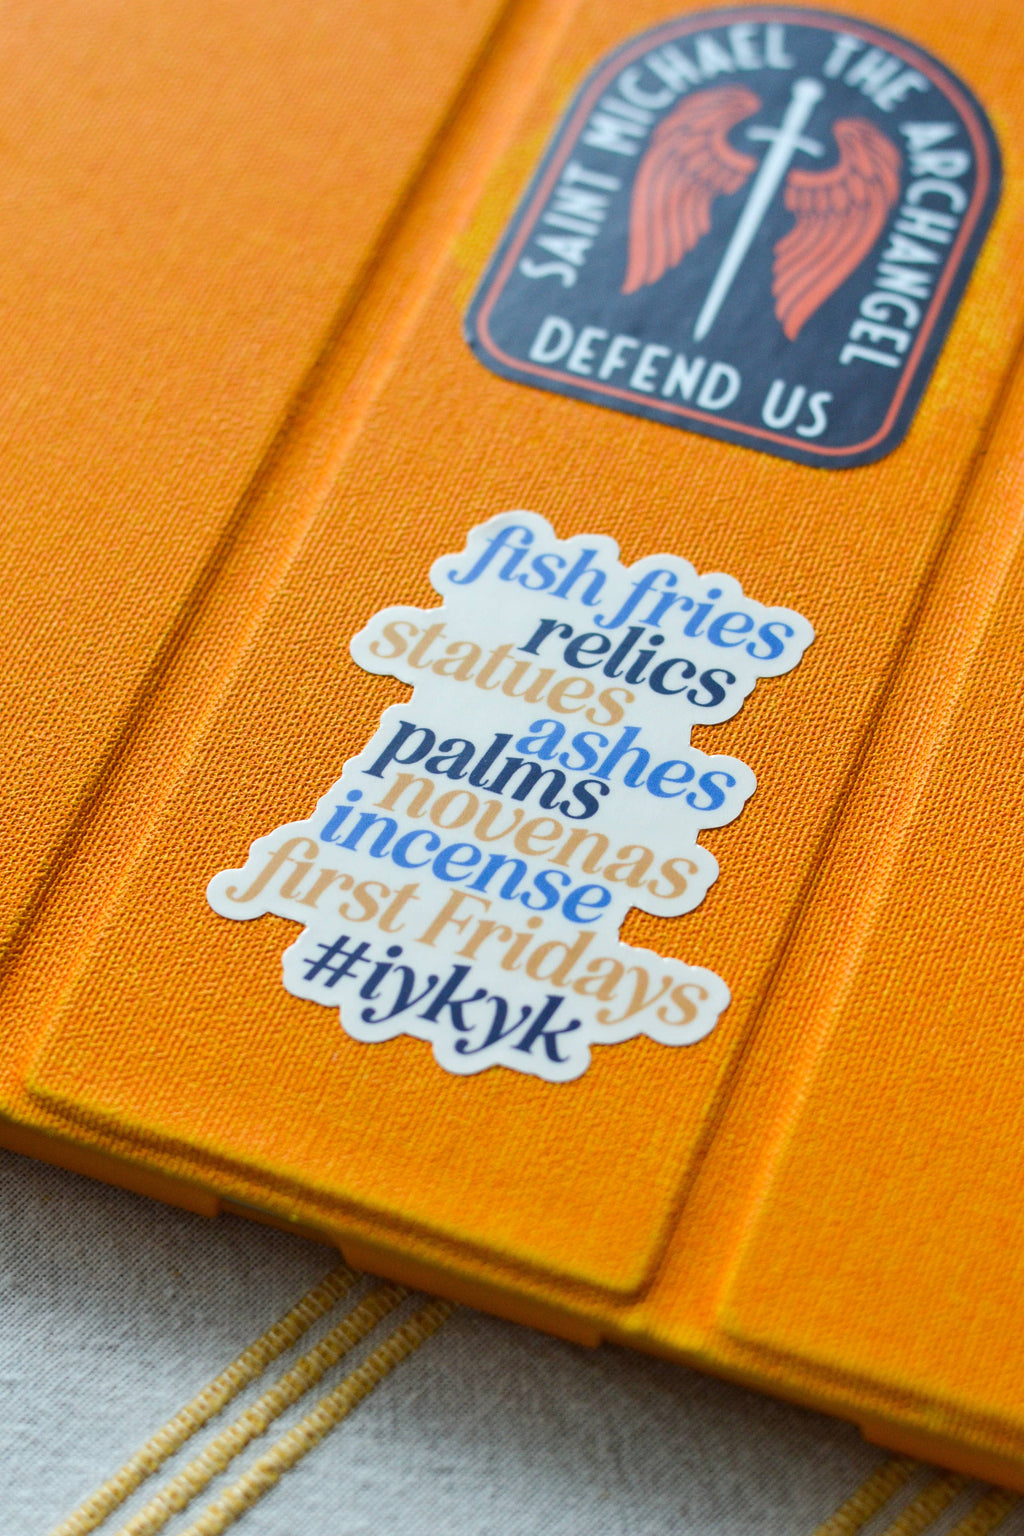 SAINT MICHAEL THE ARCHANGEL
DEFEND US
fish fries
relics
statues
ashes
palms
novenas
incense
first Fridays
#iykyk